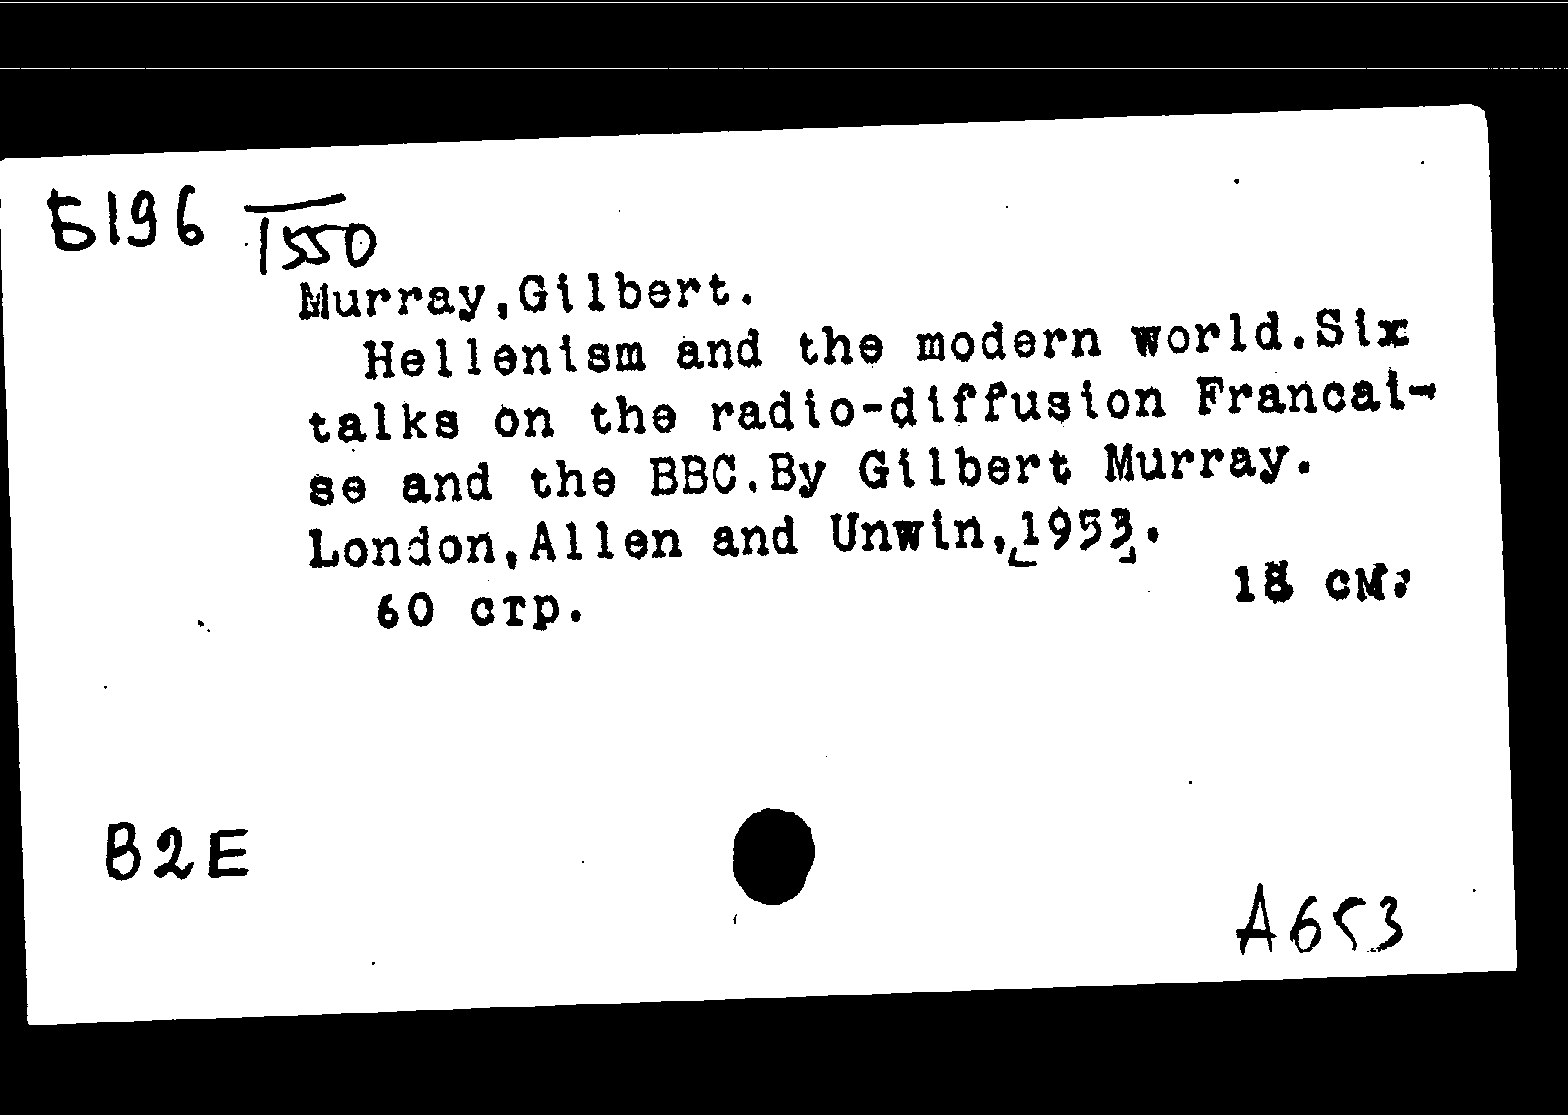 Б196 1550
Murray,Gilbert.
Hellenism and the modern world.Six
talks on the radio-diffusion Francai-
se and the BBC.By Gilbert Murray.
London,Allen and Unwin,[1953].
60 стр. 18 см.
B2E
A653